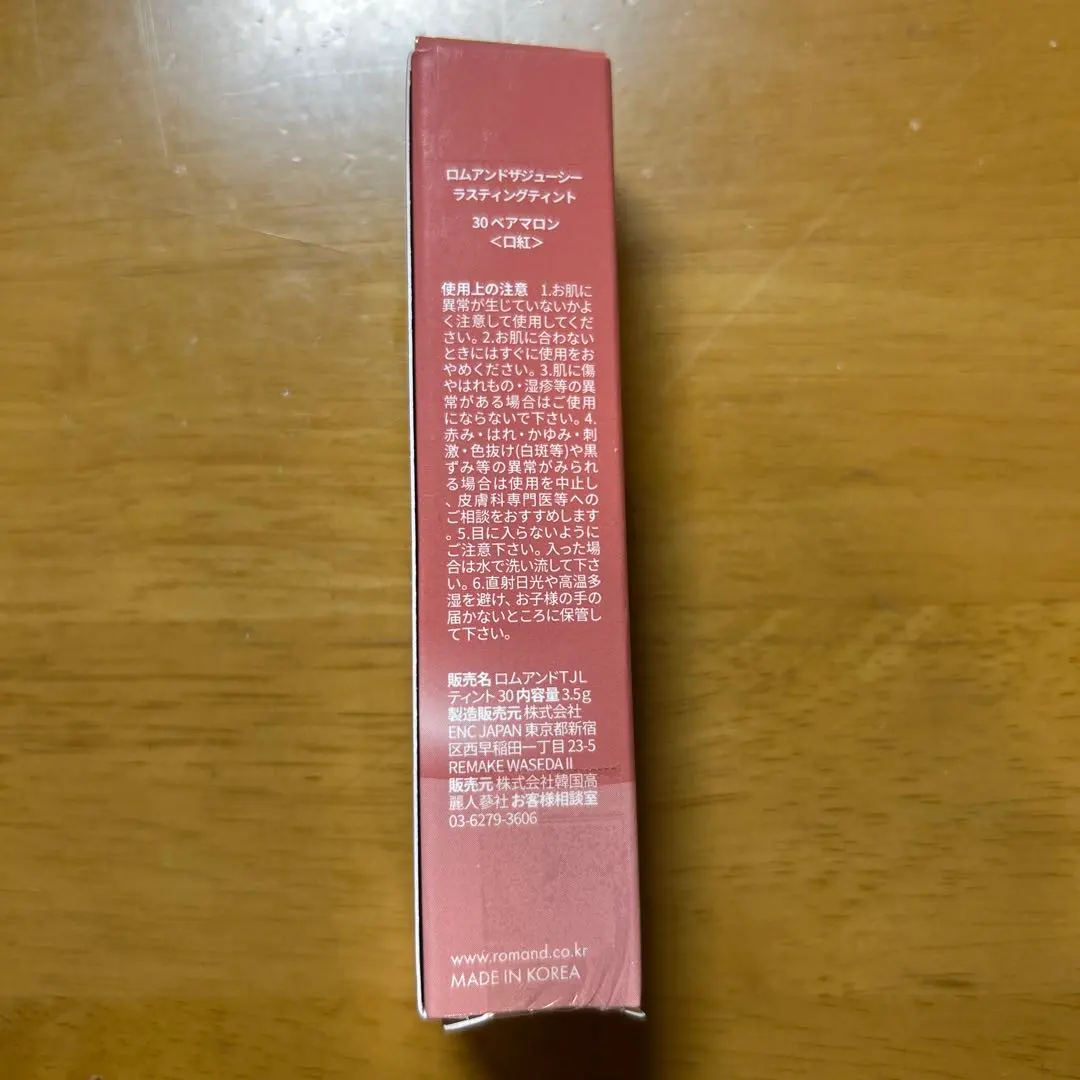 ロムアンドザジューシー
ラスティングティント
30 ベアマロン
＜口紅＞
使用上の注意 1.お肌に
異常が生じていないかよ
く注意して使用してくだ
さい。2.お肌に合わない
ときにはすぐに使用をお
やめください。3.肌に傷
やはれもの・湿疹等の異
常がある場合はご使用
にならないで下さい。4.
赤み・はれ・かゆみ・刺
激・色抜け(白斑等)や黒
ずみ等の異常がみられ
る場合は使用を中止し
、皮膚科専門医等への
ご相談をおすすめします
。5.目に入らないように
ご注意下さい。入った場
合は水で洗い流して下さ
い。6.直射日光や高温多
湿を避け、お子様の手の
届かないところに保管し
て下さい。
販売名 ロムアンドTJL
ティント 30 内容量 3.5g
製造販売元 株式会社
ENC JAPAN 東京都新宿
区西早稲田一丁目 23-5
REMAKE WASEDA II
販売元 株式会社韓国高
麗人蔘社 お客様相談室
03-6279-3606
www.romand.co.kr
MADE IN KOREA